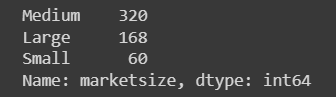 Medium 320
Large 168
Small 60
Name: marketsize, dtype: int64